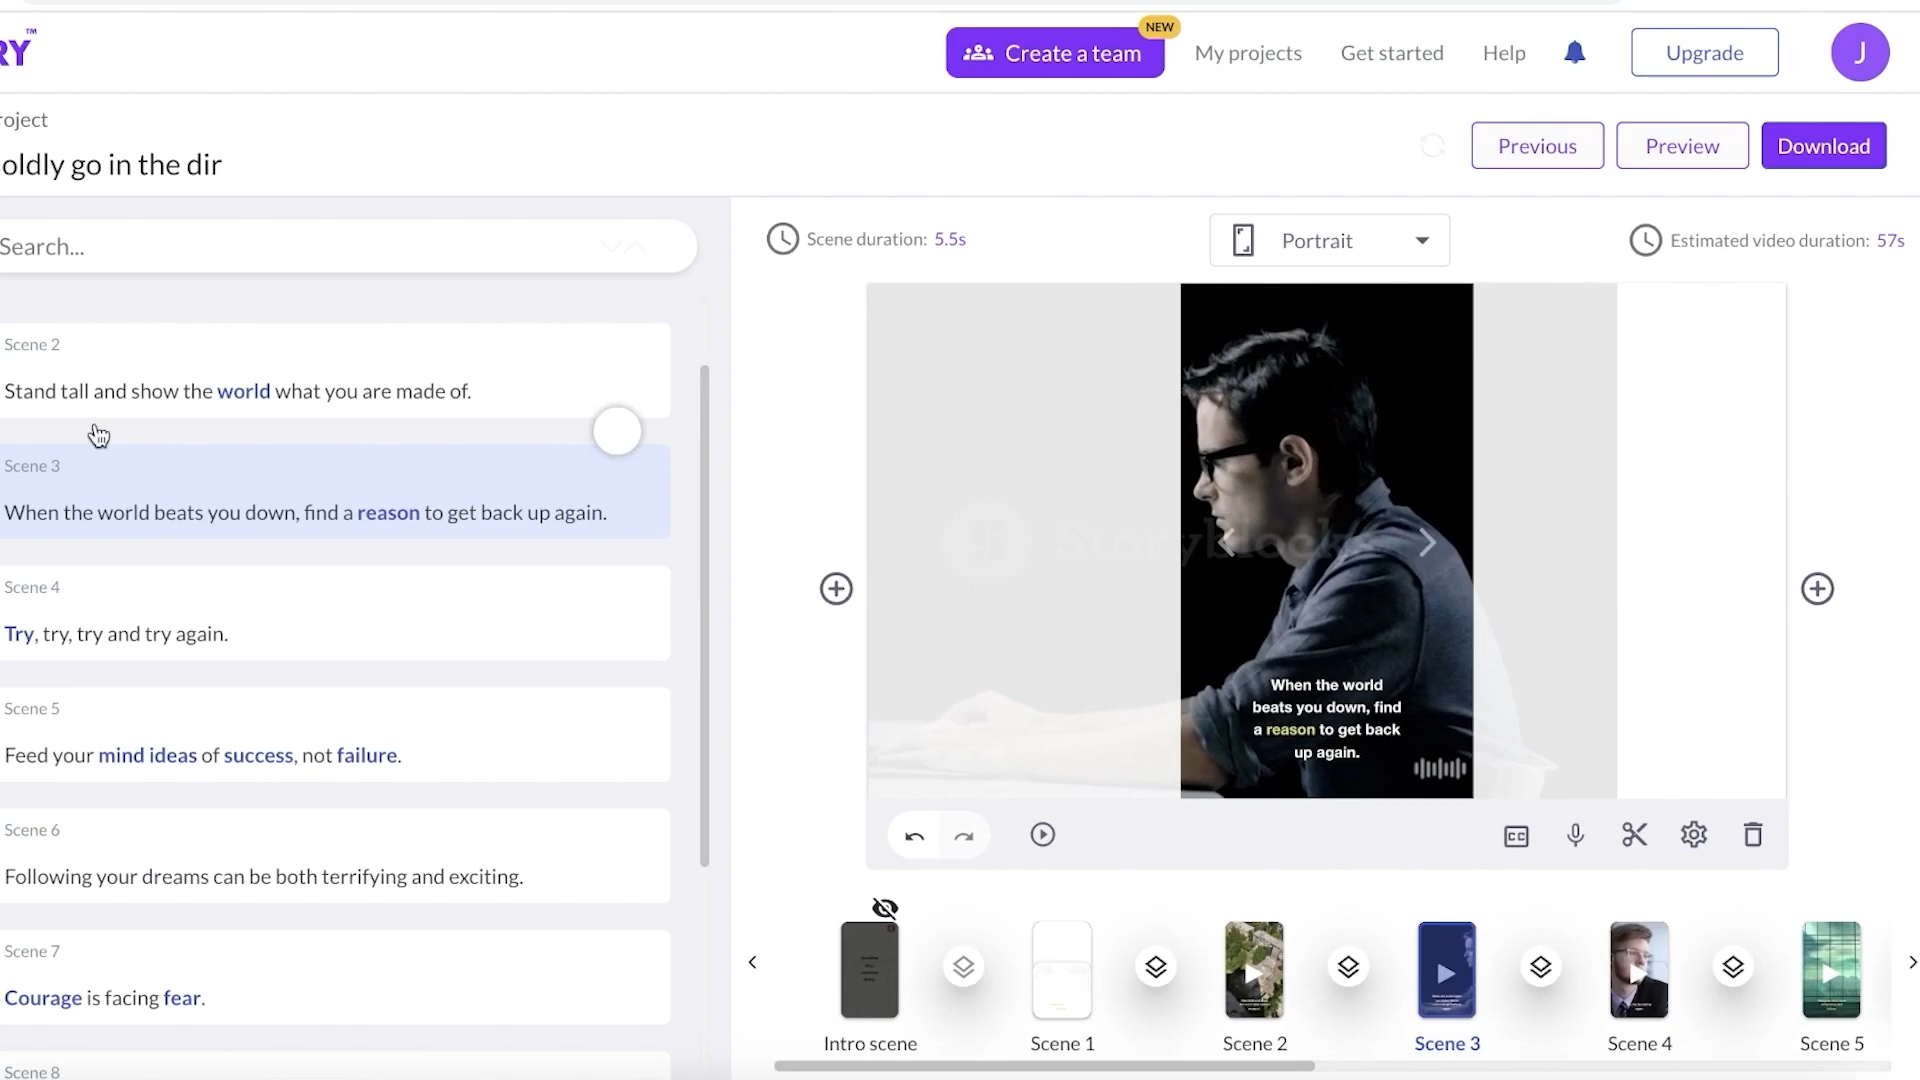 RY™
NEW
Create a team
My projects
Get started
Help
Upgrade
J
roject
oldly go in the dir
Previous
Preview
Download
Search...
Scene duration: 5.5s
Portrait
Estimated video duration: 57s
Scene 2
Stand tall and show the world what you are made of.
Scene 3
When the world beats you down, find a reason to get back up again.
Scene 4
Try, try, try and try again.
Scene 5
Feed your mind ideas of success, not failure.
Scene 6
Following your dreams can be both terrifying and exciting.
Scene 7
Courage is facing fear.
Scene 8
Storyblocks
When the world
beats you down, find
a reason to get back
up again.
CC
Intro scene
Scene 1
Scene 2
Scene 3
Scene 4
Scene 5